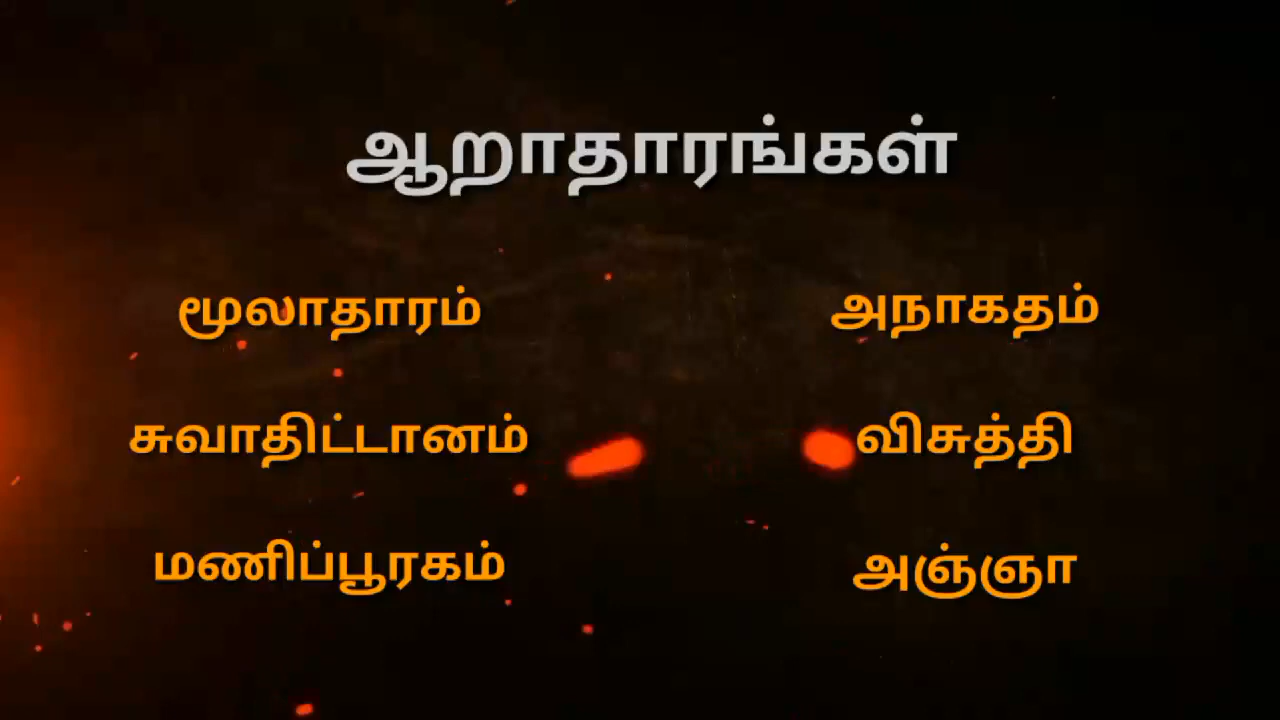 ஆறாதாரங்கள்
மூலாதாரம்
சுவாதிட்டானம்
மணிப்பூரகம்
அநாகதம்
விசுத்தி
அஞ்ஞா